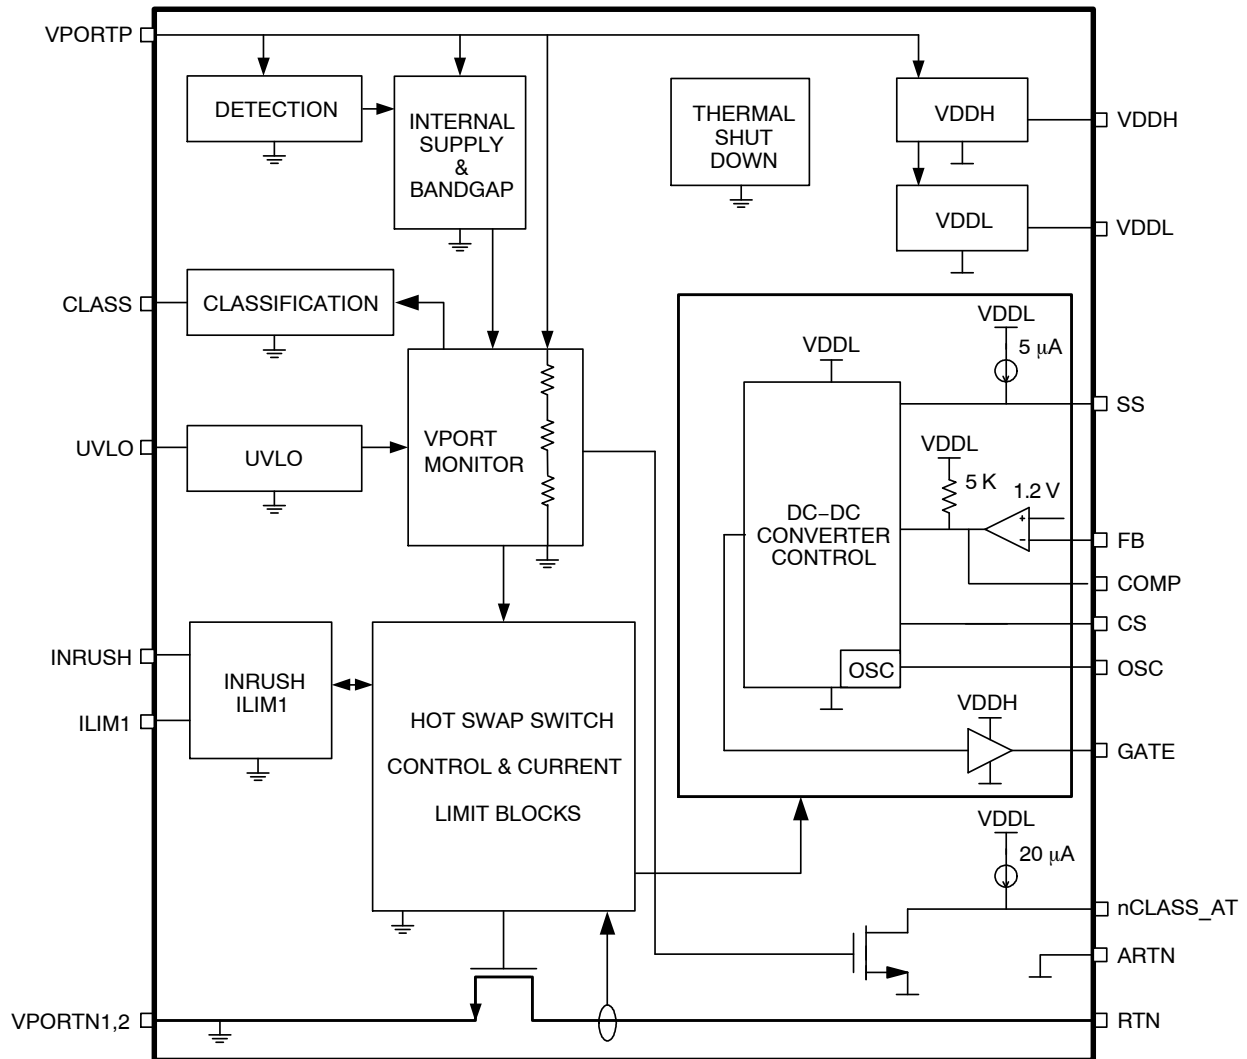 VPORTP
DETECTION
INTERNAL
SUPPLY
&
BANDGAP
THERMAL
SHUT
DOWN
VDDH
VDDH
VDDL
VDDL
CLASS
CLASSIFICATION
VDDL
5 μA
VDDL
SS
UVLO
UVLO
VPORT
MONITOR
VDDL
5 K
1.2 V
+
−
DC−DC
CONVERTER
CONTROL
FB
COMP
CS
OSC
OSC
INRUSH
ILIM1
INRUSH
ILIM1
HOT SWAP SWITCH
CONTROL & CURRENT
LIMIT BLOCKS
VDDH
GATE
VDDL
20 μA
nCLASS_AT
ARTN
VPORTN1,2
RTN